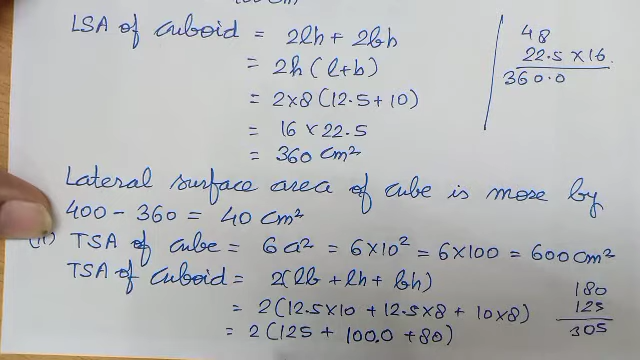 LSA of cuboid = 2lh + 2bh
= 2h (l+b)
= 2×8 (12.5+10)
= 16 × 22.5
= 360 cm²
48
22.5 × 16
360.0
Lateral surface area of cube is more by
400 - 360 = 40 cm²
(ii) TSA of cube = 6a² = 6×10² = 6×100 = 600 cm²
TSA of cuboid = 2(lb + lh + bh)
= 2(12.5×10 + 12.5×8 + 10×8)
= 2(125 + 100.0 + 80)
180
125
305